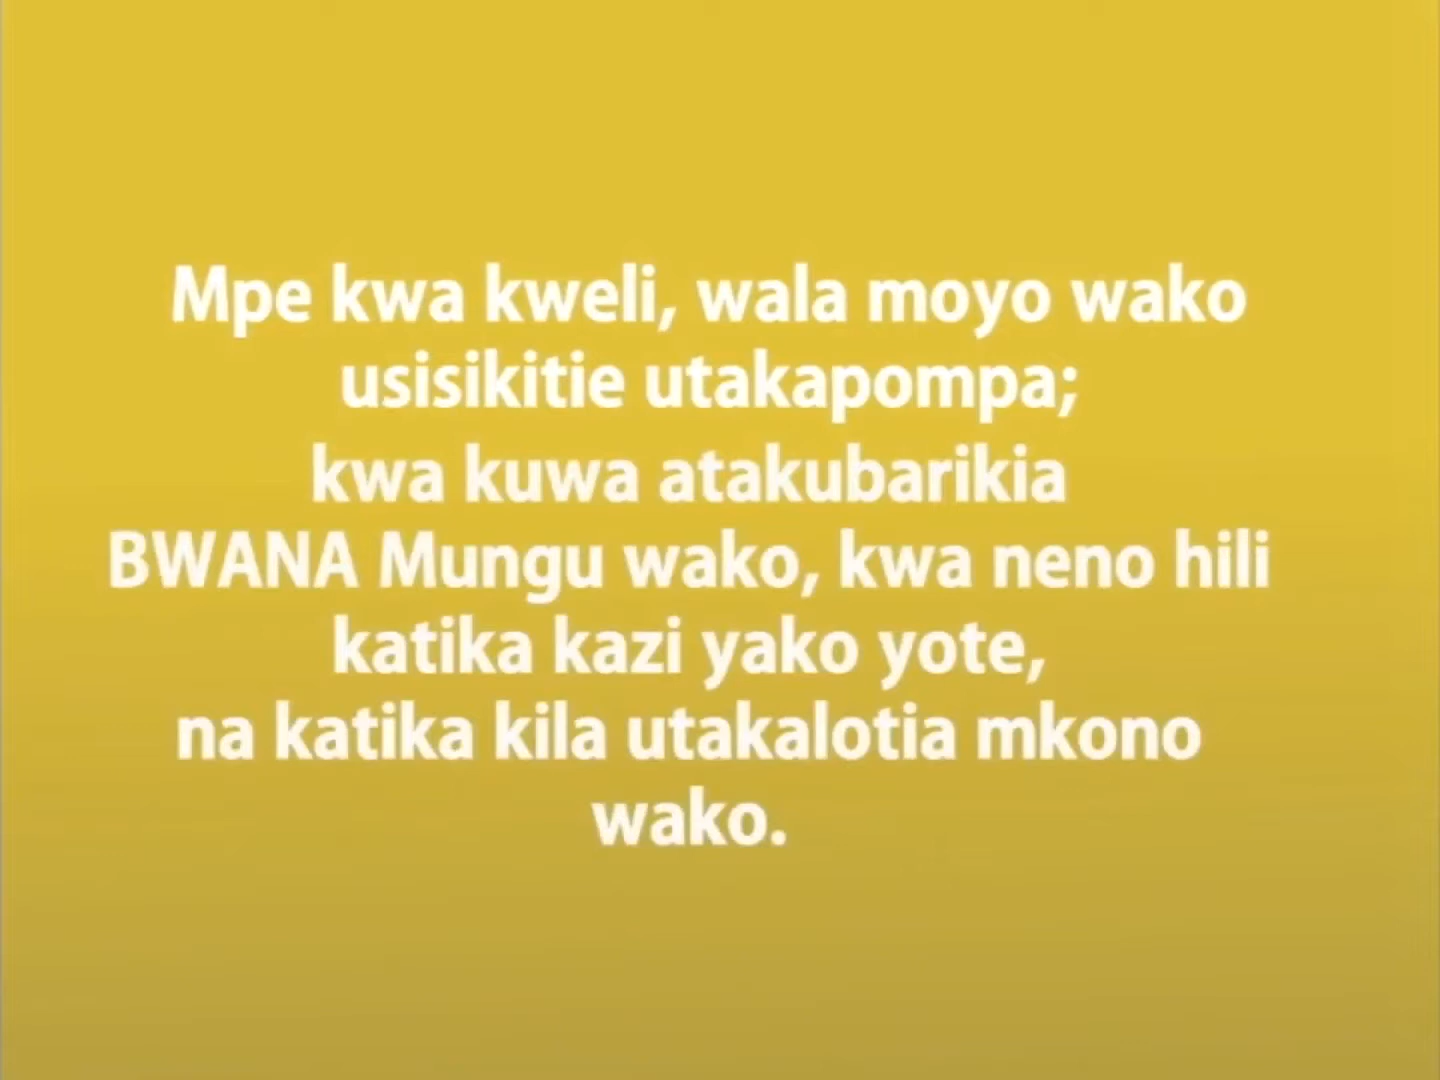 Mpe kwa kweli, wala moyo wako
usisikitie utakapompa;
kwa kuwa atakubarikia
BWANA Mungu wako, kwa neno hili
katika kazi yako yote,
na katika kila utakalotia mkono
wako.